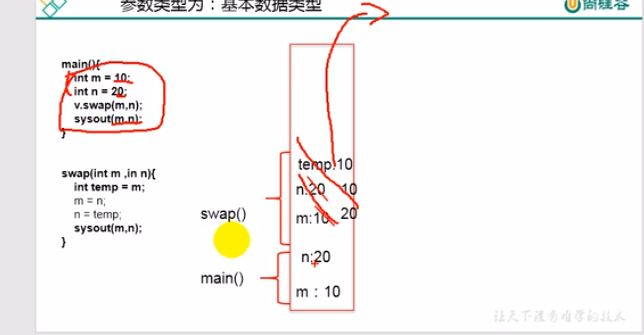 参数类型为：基本数据类型
尚硅谷
main(){
int m = 10;
int n = 20;
v.swap(m,n);
sysout(m,n);
}
swap(int m ,in n){
int temp = m;
m = n;
n = temp;
sysout(m,n);
}
swap()
main()
temp:10
n:20 10
m:10 20
n:20
m：10
让天下没有难学的技术